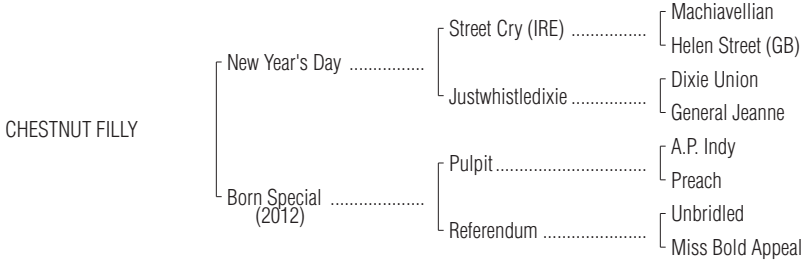 Machiavellian
Street Cry (IRE) ................
Helen Street (GB)
New Year's Day ................
Dixie Union
Justwhistledixie ................
General Jeanne
CHESTNUT FILLY
A.P. Indy
Pulpit................................
Preach
Born Special ....................
(2012)
Unbridled
Referendum ......................
Miss Bold Appeal